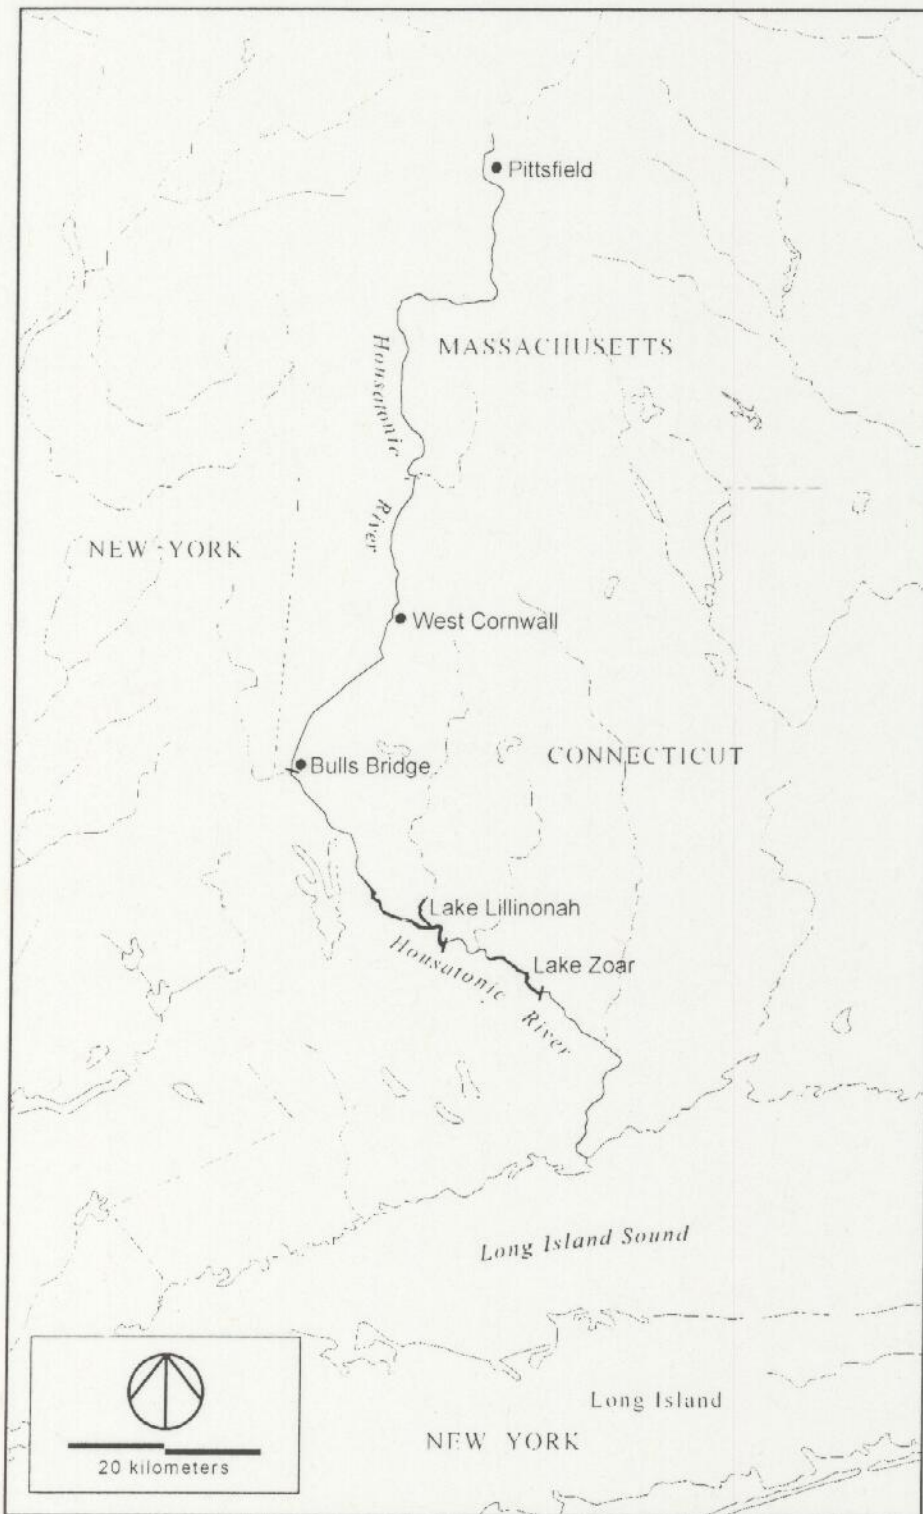 Pittsfield
MASSACHUSETTS
Housatonic
River
NEW YORK
West Cornwall
CONNECTICUT
Bulls Bridge
Lake Lillinonah
Housatonic
River
Lake Zoar
Long Island Sound
Long Island
NEW YORK
20 kilometers